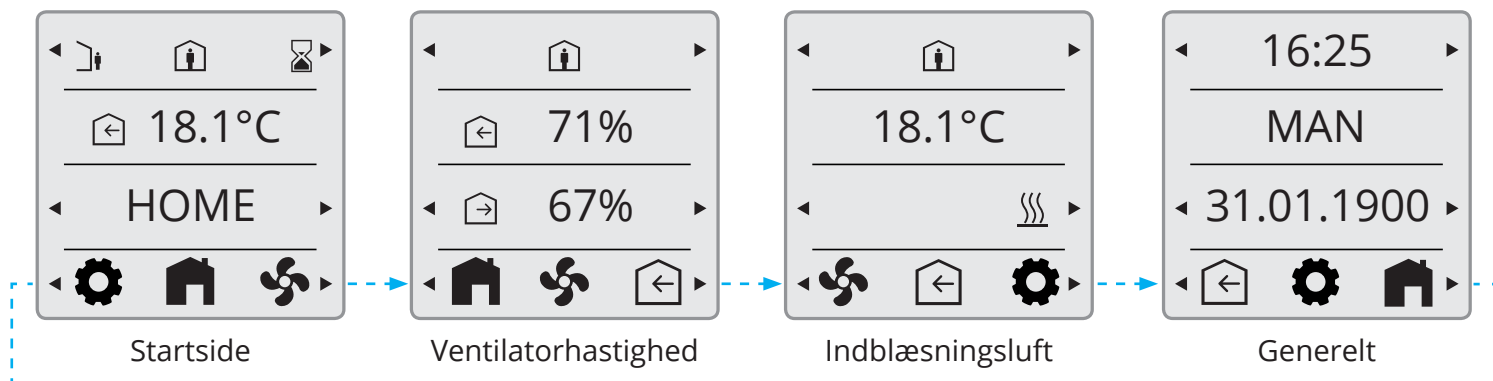 16:25
18.1°C 71% 18.1°C MAN
HOME 67% 31.01.1900
Startside Ventilatorhastighed Indblæsningsluft Generelt